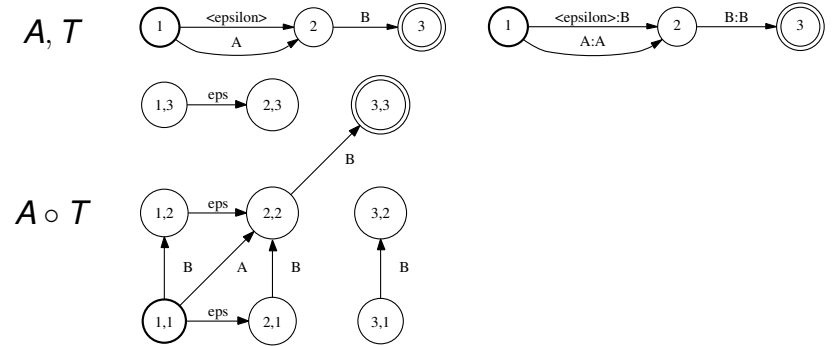 A, T
1 <epsilon> A 2 B 3
1 <epsilon>:B A:A 2 B:B 3
1,3 eps 2,3 3,3
B
A ∘ T
1,2 eps 2,2 3,2
B A B B
1,1 eps 2,1 3,1